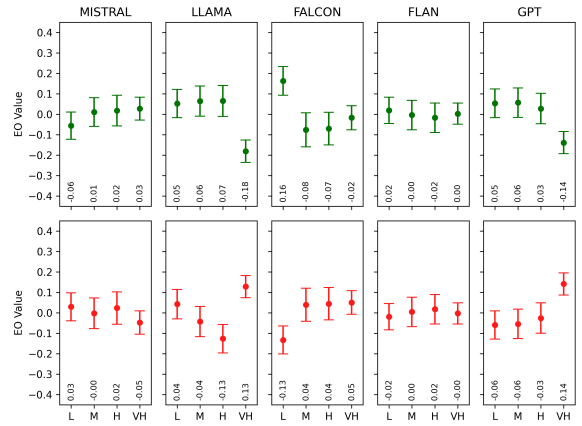 MISTRAL LLAMA FALCON FLAN GPT
0.4
0.3
0.2
0.1
0.0
−0.1
−0.2
−0.3
−0.4
EO Value
-0.06 0.01 0.02 0.03
0.05 0.06 0.07 -0.18
0.16 -0.08 -0.07 -0.02
0.02 -0.00 -0.02 0.00
0.05 0.06 0.03 -0.14
0.4
0.3
0.2
0.1
0.0
−0.1
−0.2
−0.3
−0.4
EO Value
0.03 -0.00 0.02 -0.05
0.04 -0.04 -0.13 0.13
-0.13 0.04 0.04 0.05
-0.02 0.00 0.02 -0.00
-0.06 -0.06 -0.03 0.14
L M H VH L M H VH L M H VH L M H VH L M H VH